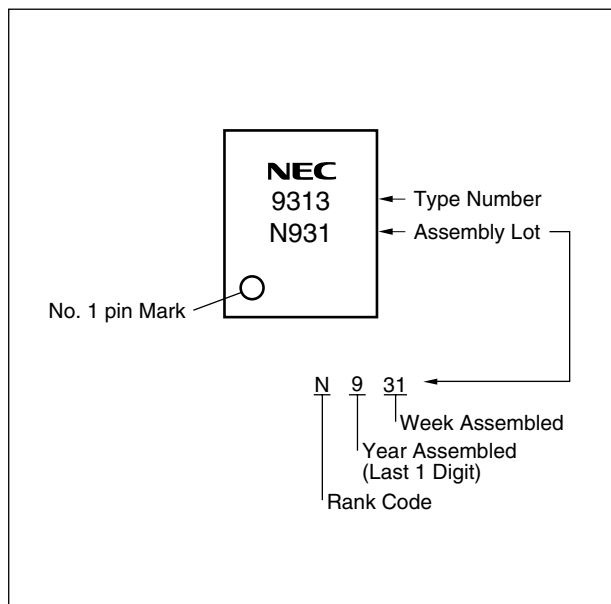 NEC
9313
N931
Type Number
Assembly Lot
No. 1 pin Mark
N 9 31
Week Assembled
Year Assembled
(Last 1 Digit)
Rank Code